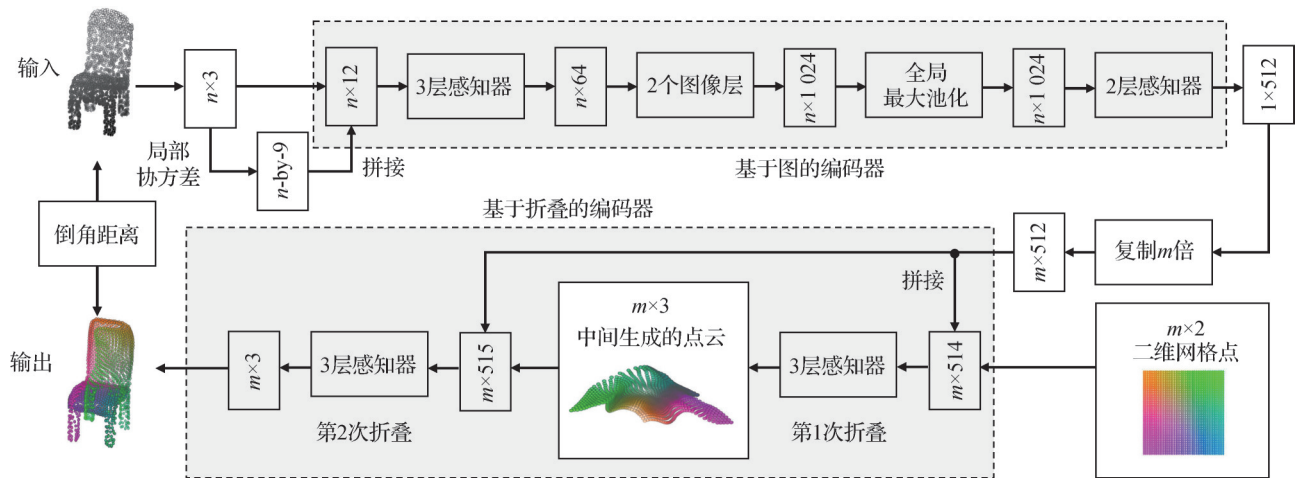 输入
n×3
局部
协方差
n-by-9
拼接
n×12
3层感知器
n×64
2个图像层
n×1 024
全局
最大池化
n×1 024
2层感知器
1×512
基于图的编码器
倒角距离
基于折叠的编码器
m×512
复制m倍
拼接
m×2
二维网格点
m×514
3层感知器
第1次折叠
m×3
中间生成的点云
m×515
3层感知器
第2次折叠
m×3
输出